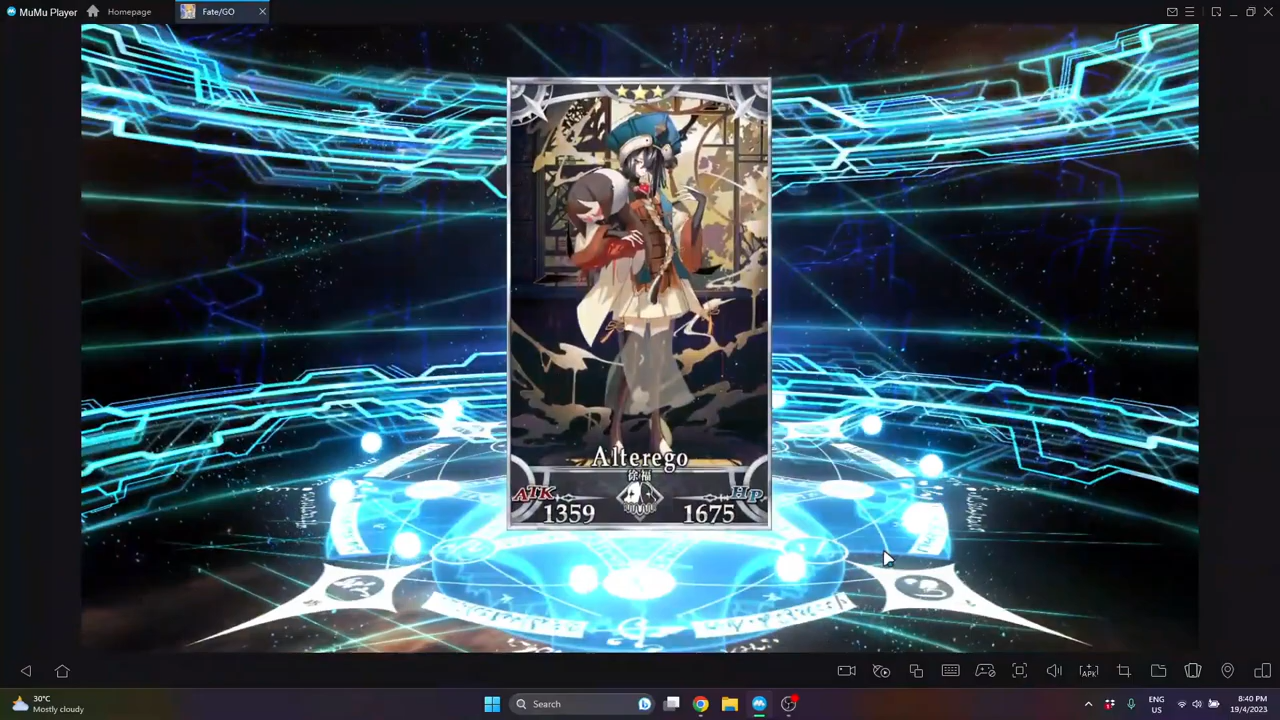 MuMu Player
Homepage
Fate/GO
Alterego
徐福
ATK
HP
1359
1675
APK
30°C
Mostly cloudy
Search
ENG
US
8:40 PM
19/4/2023